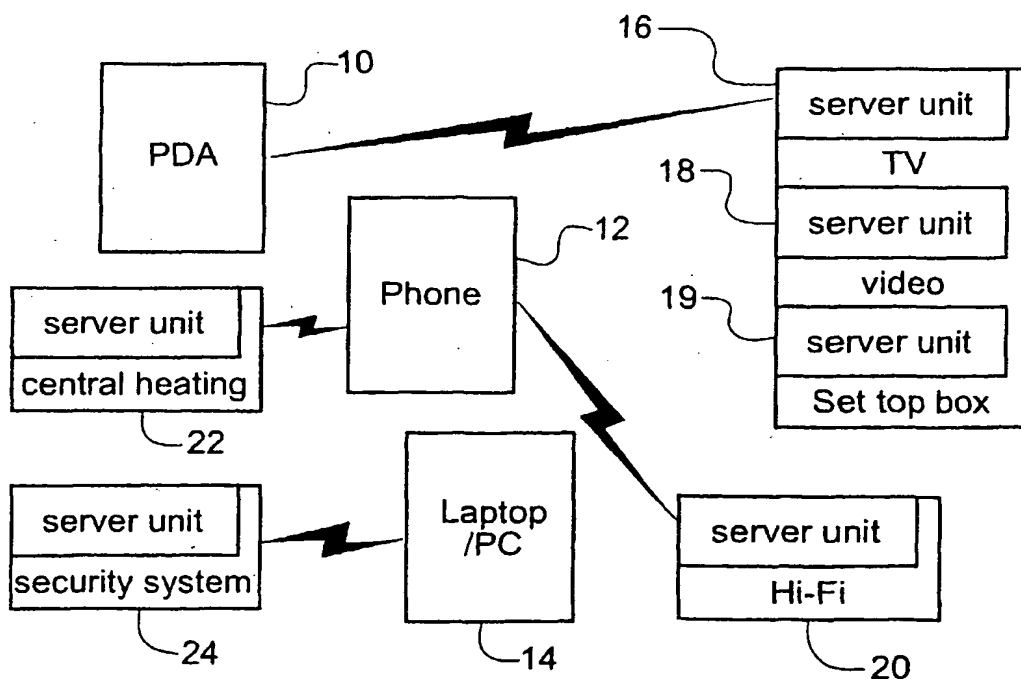 16
10
server unit
PDA
TV
18
server unit
12
Phone
video
19
server unit
server unit
central heating
Set top box
22
server unit
Laptop
/PC
server unit
security system
Hi-Fi
24
14
20